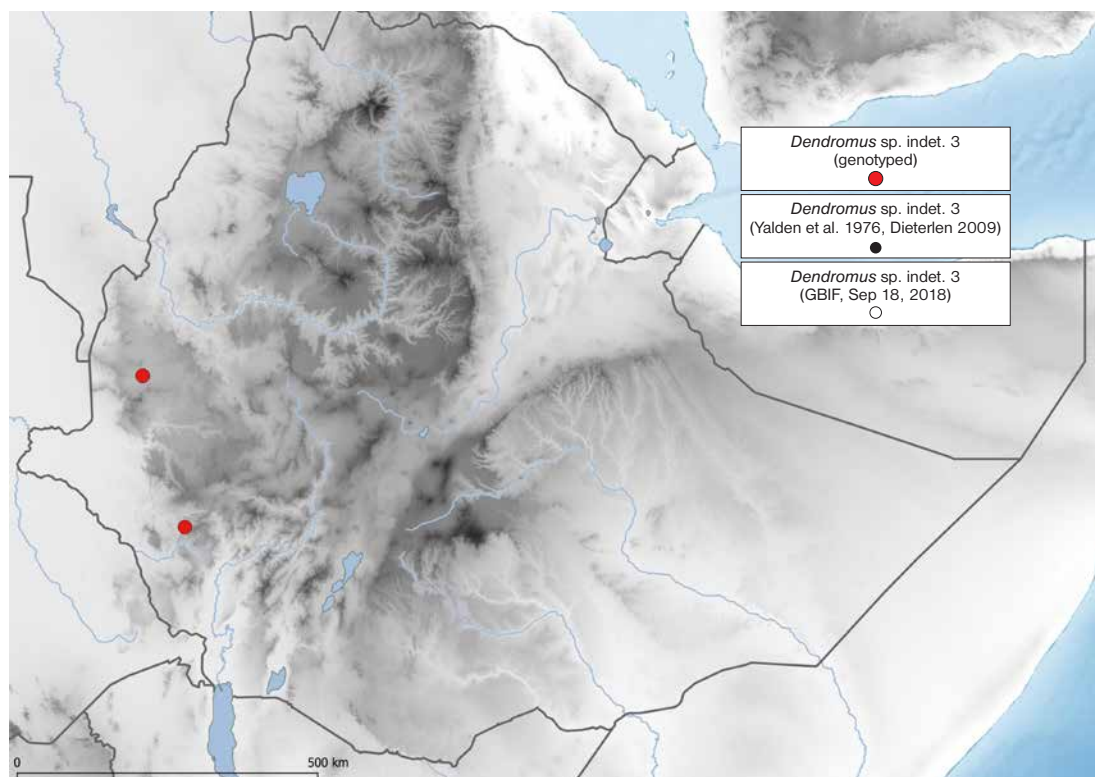 Dendromus sp. indet. 3
(genotyped)
Dendromus sp. indet. 3
(Yalden et al. 1976, Dieterlen 2009)
Dendromus sp. indet. 3
(GBIF, Sep 18, 2018)
0
500 km